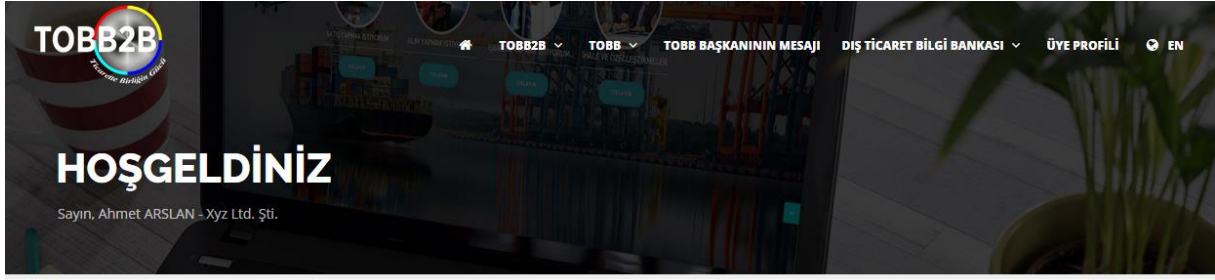 TOBB2B
Ticarette Birliğin Gücü
TOBB2B
TOBB
TOBB BAŞKANININ MESAJI
DIŞ TİCARET BİLGİ BANKASI
ÜYE PROFİLİ
EN
HOŞGELDİNİZ
Sayın, Ahmet ARSLAN - Xyz Ltd. Şti.